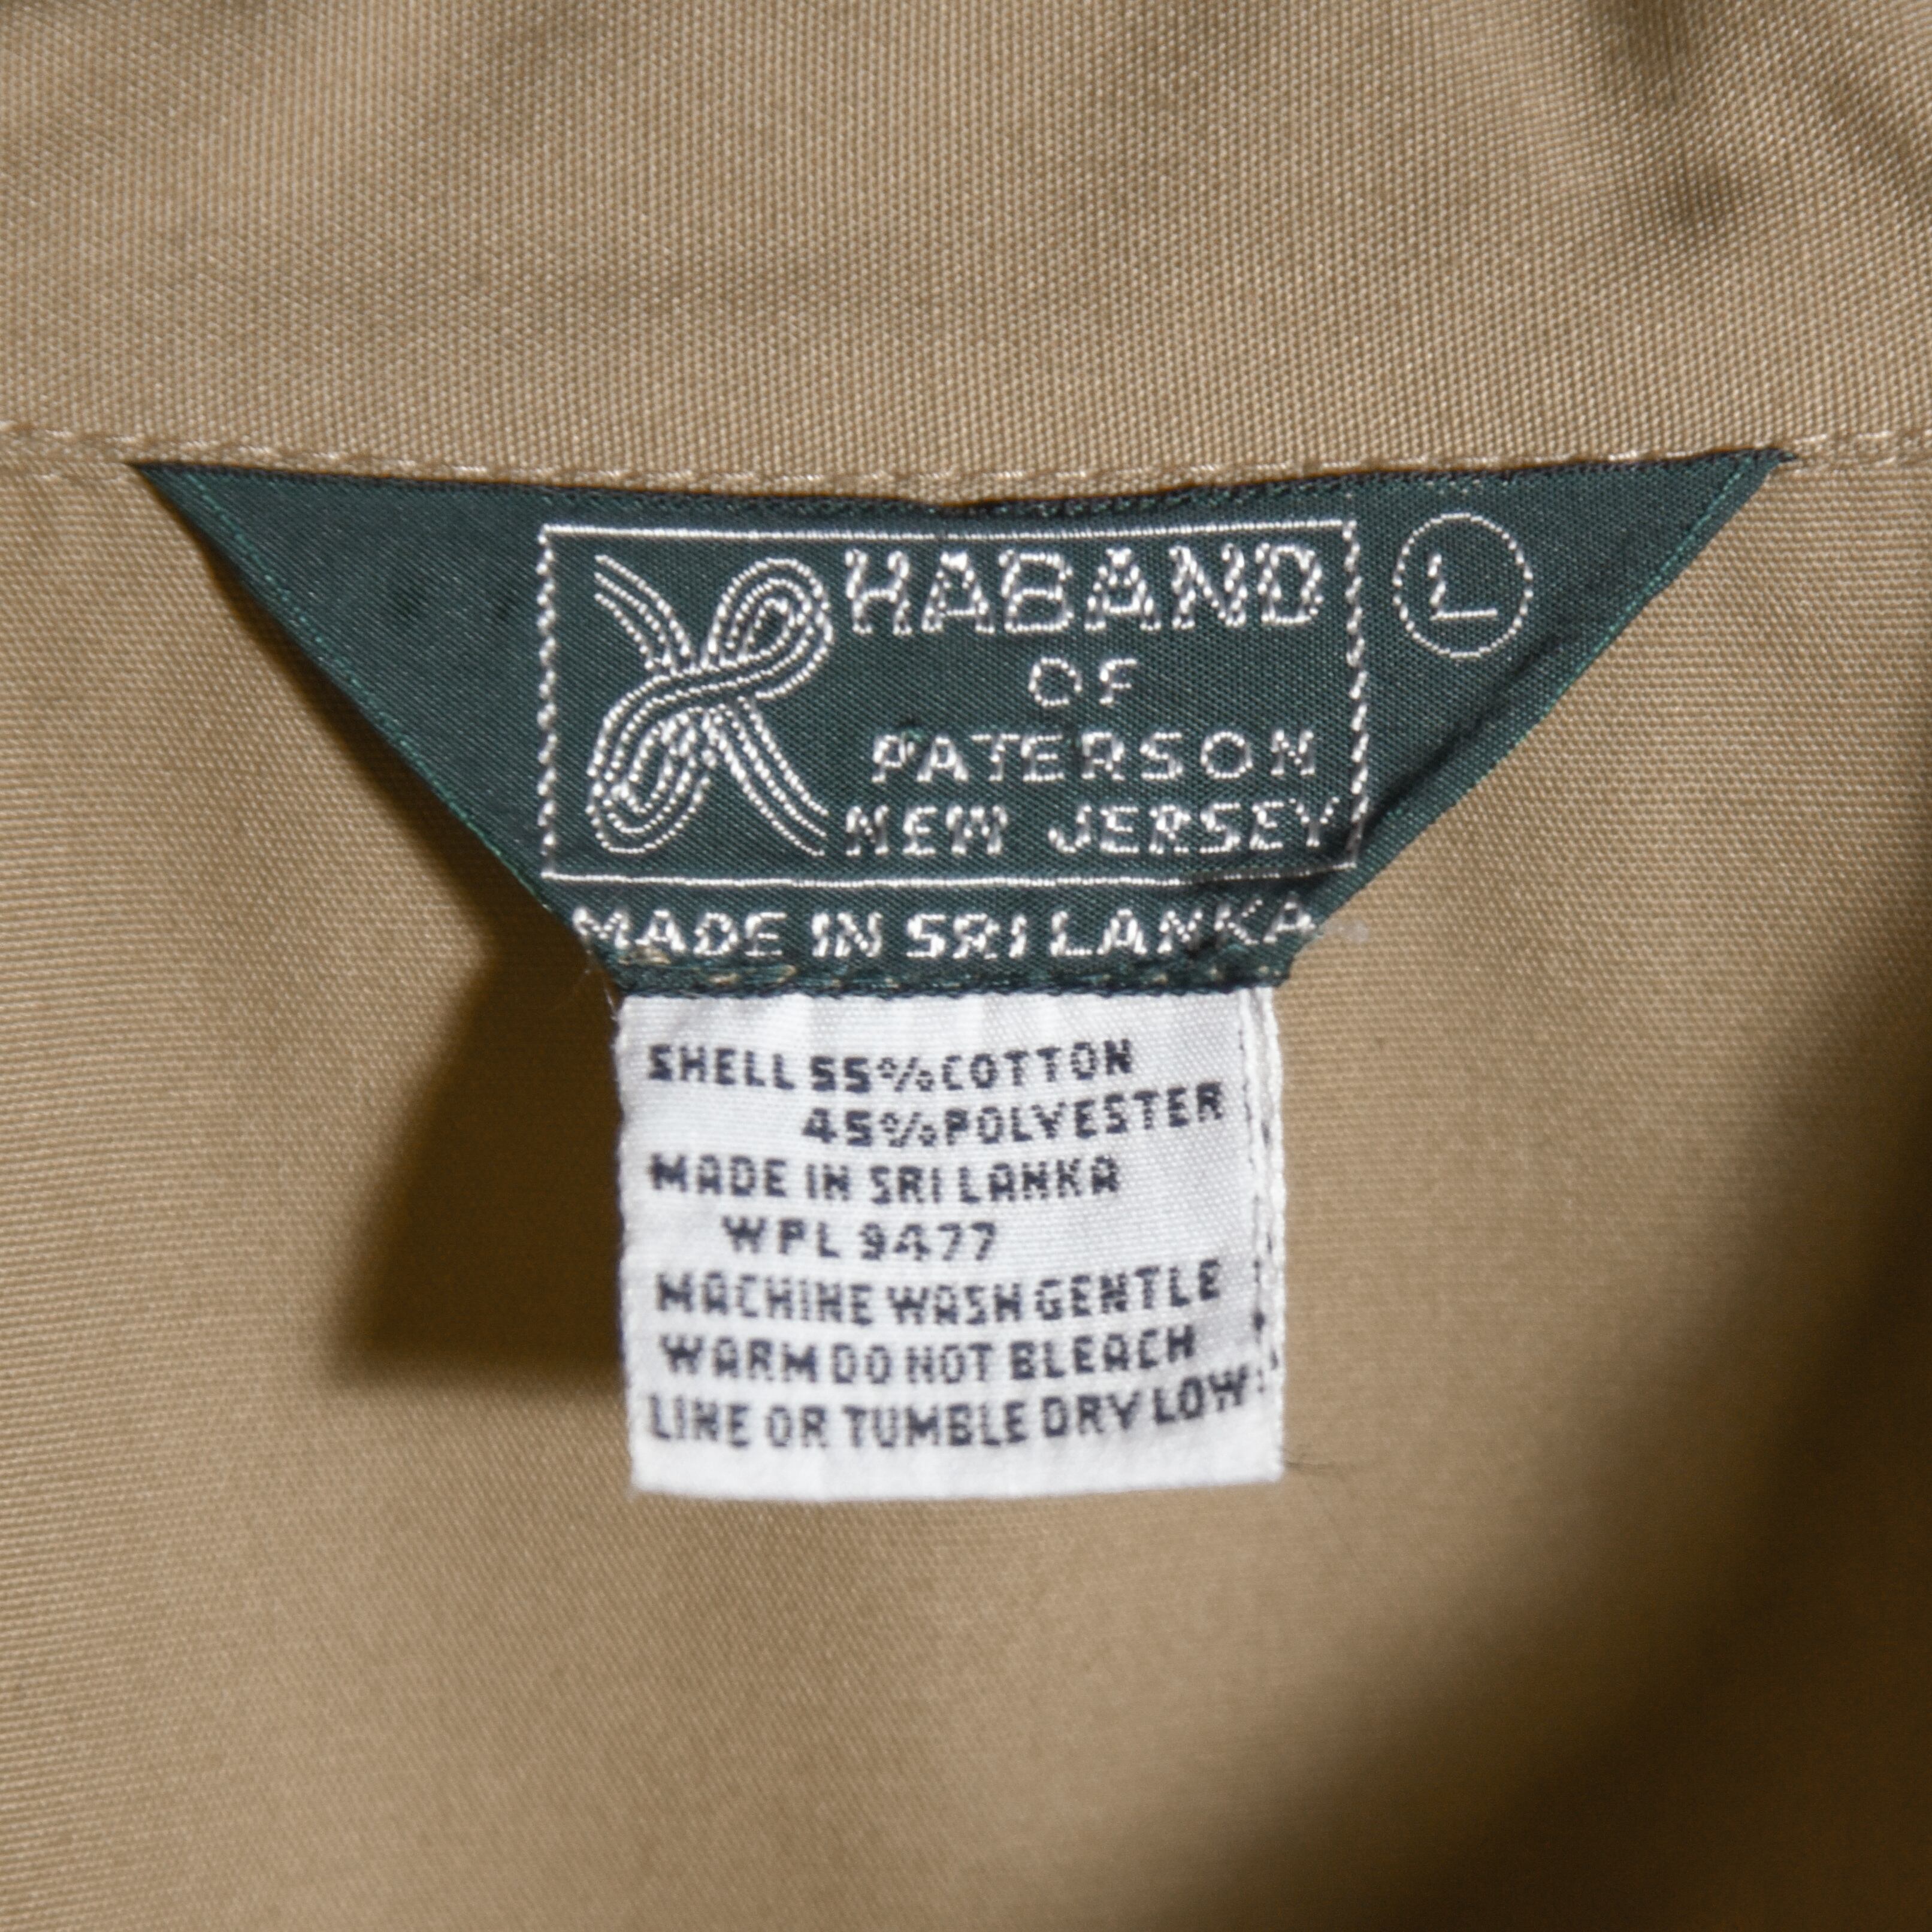 HABAND
L
OF
PATERSON
NEW JERSEY
MADE IN SRI LANKA
SHELL 55% COTTON
45% POLYESTER
MADE IN SRI LANKA
WPL 9477
MACHINE WASH GENTLE
WARM DO NOT BLEACH
LINE OR TUMBLE DRY LOW